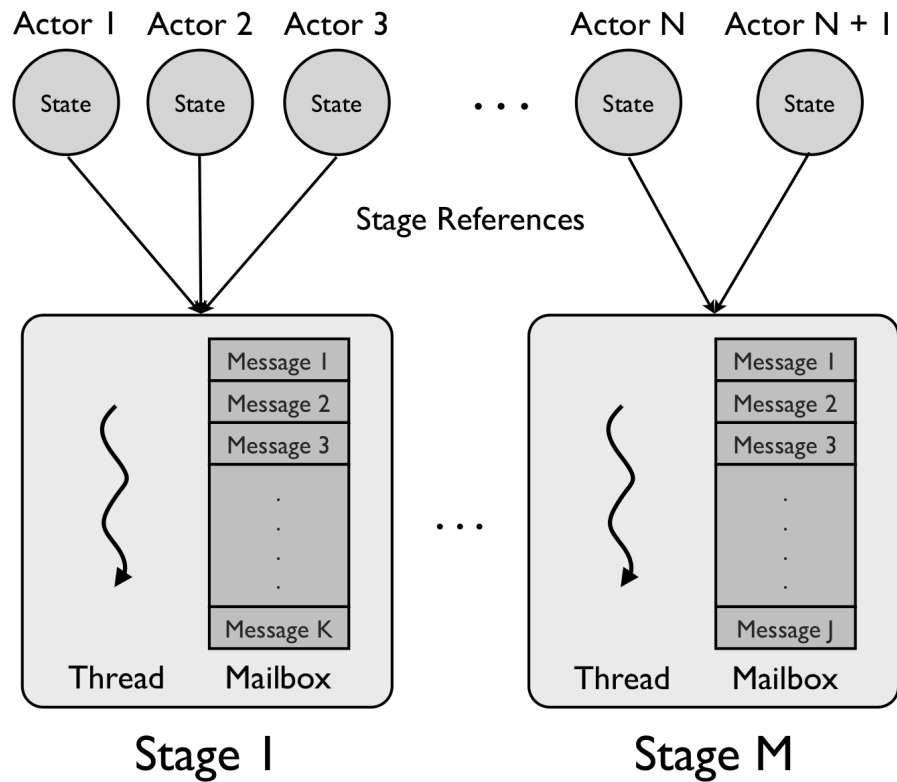 Actor 1 Actor 2 Actor 3 Actor N Actor N + 1
State State State . . . State State
Stage References
Message 1 Message 1
Message 2 Message 2
Message 3 Message 3
. .
. .
. . . . .
. .
Message K Message J
Thread Mailbox Thread Mailbox
Stage 1 Stage M